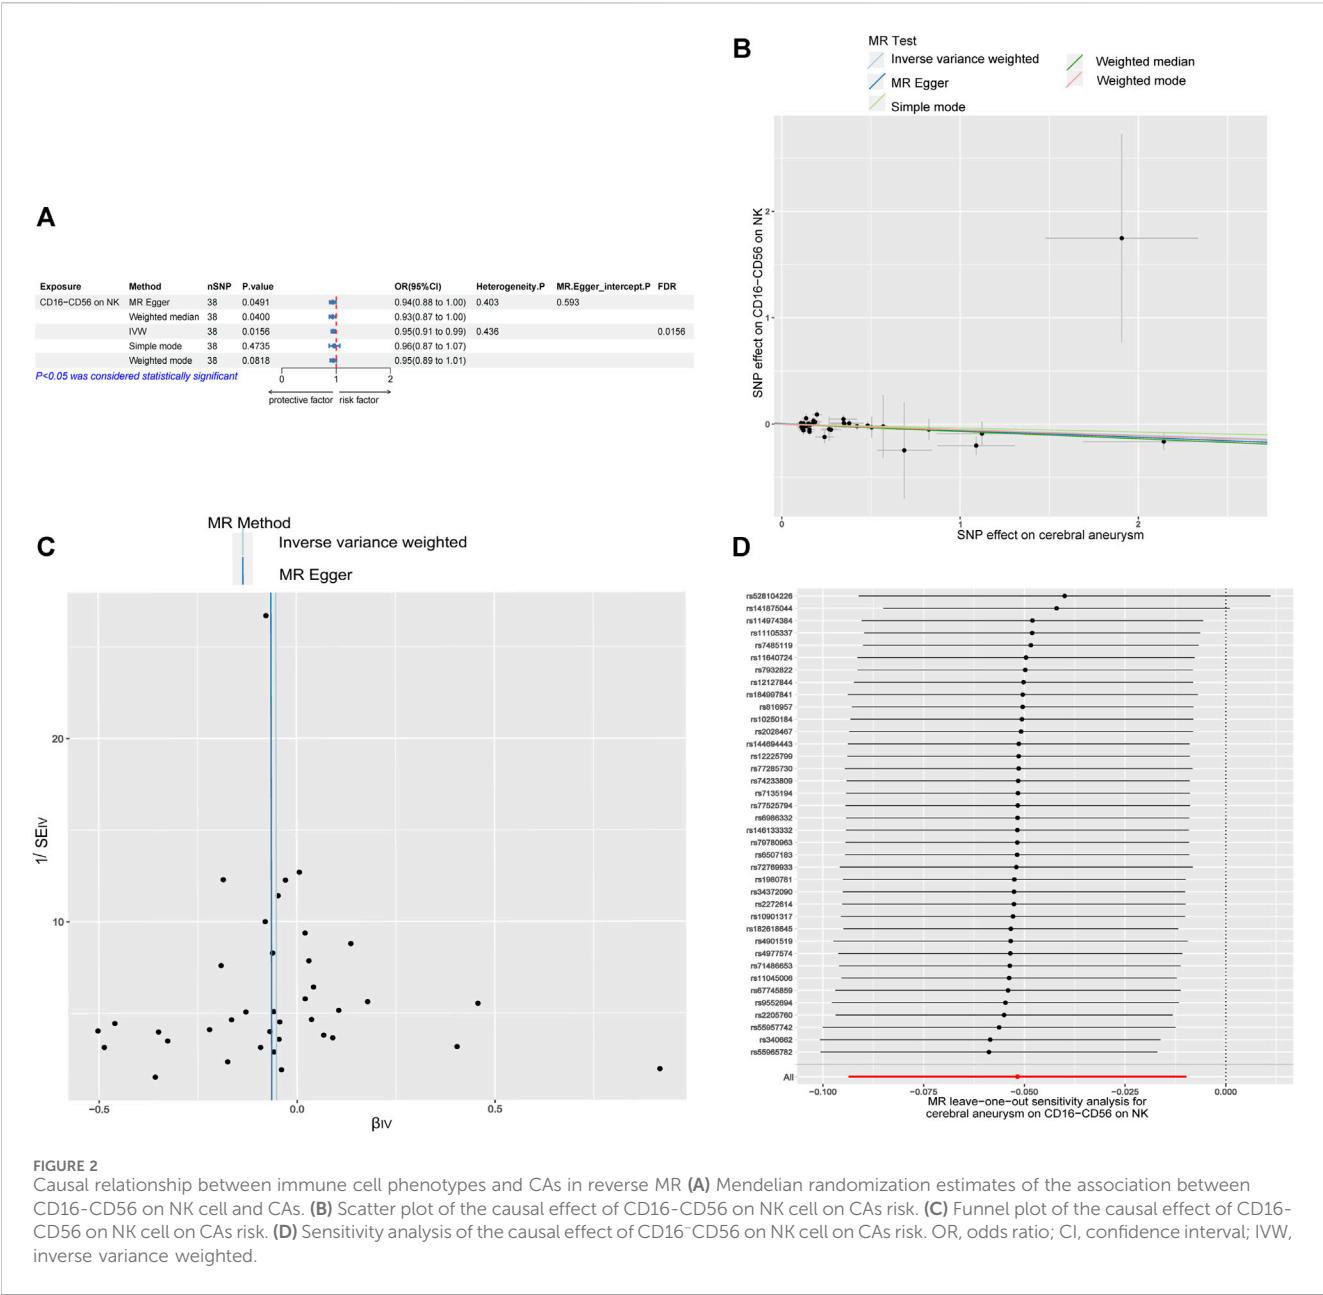 A
Exposure Method nSNP P.value OR(95%CI) Heterogeneity.P MR.Egger_intercept.P FDR
CD16−CD56 on NK MR Egger 38 0.0491 0.94(0.88 to 1.00) 0.403 0.593
Weighted median 38 0.0400 0.93(0.87 to 1.00)
IVW 38 0.0156 0.95(0.91 to 0.99) 0.436 0.0156
Simple mode 38 0.4735 0.96(0.87 to 1.07)
Weighted mode 38 0.0818 0.95(0.89 to 1.01)
P<0.05 was considered statistically significant
0 1 2
protective factor risk factor
B
MR Test
Inverse variance weighted
MR Egger
Simple mode
Weighted median
Weighted mode
SNP effect on CD16−CD56 on NK
2
1
0
0 1 2
SNP effect on cerebral aneurysm
C
MR Method
Inverse variance weighted
MR Egger
1/ SEIV
20
10
−0.5 0.0 0.5
βIV
D
rs528104226
rs141875044
rs114974384
rs11105337
rs7485119
rs11640724
rs7932822
rs12127844
rs184997841
rs816957
rs10250184
rs2028467
rs144694443
rs12225799
rs77285730
rs74233809
rs7135194
rs77525794
rs6986332
rs146133332
rs79780963
rs6507183
rs72769933
rs1980781
rs34372090
rs2272614
rs10901317
rs182618645
rs4901519
rs4977574
rs71486653
rs11045006
rs67745859
rs9552694
rs2205760
rs55957742
rs340662
rs55965782
All
−0.100 −0.075 −0.050 −0.025 0.000
MR leave−one−out sensitivity analysis for
cerebral aneurysm on CD16−CD56 on NK
FIGURE 2
Causal relationship between immune cell phenotypes and CAs in reverse MR (A) Mendelian randomization estimates of the association between
CD16-CD56 on NK cell and CAs. (B) Scatter plot of the causal effect of CD16-CD56 on NK cell on CAs risk. (C) Funnel plot of the causal effect of CD16-
CD56 on NK cell on CAs risk. (D) Sensitivity analysis of the causal effect of CD16⁻CD56 on NK cell on CAs risk. OR, odds ratio; CI, confidence interval; IVW,
inverse variance weighted.